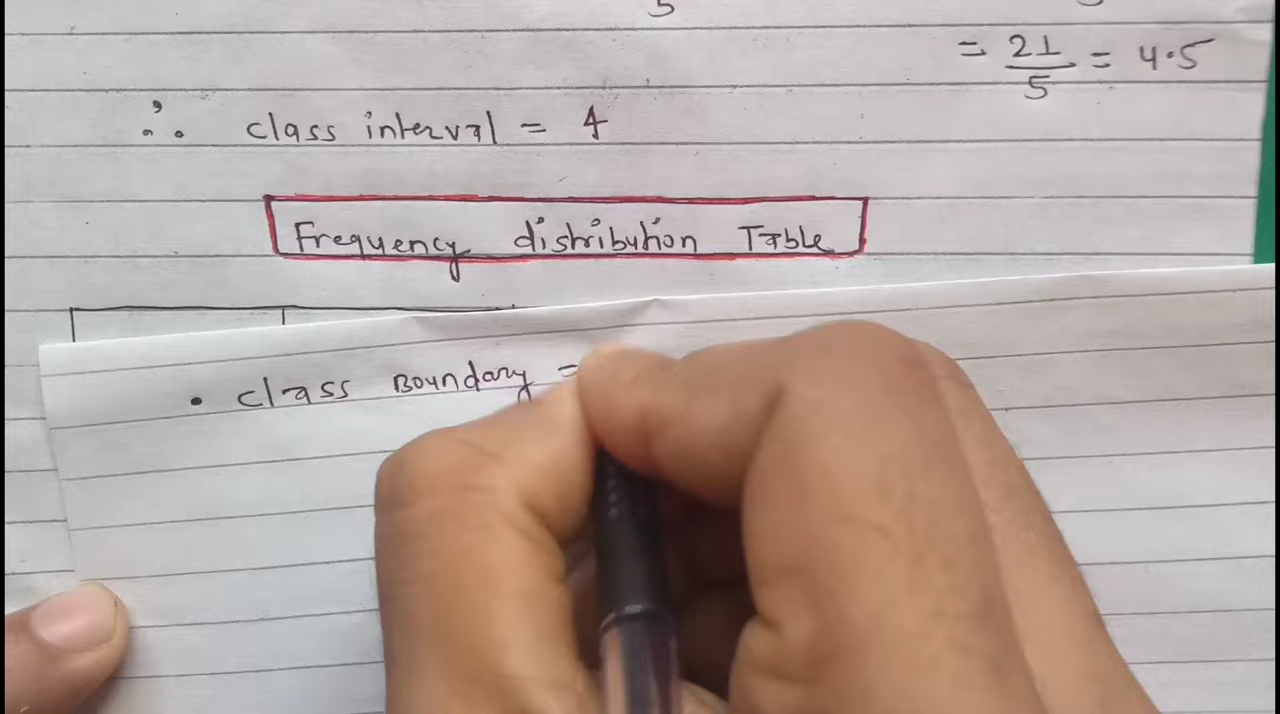 = 21/5 = 4.5
∴ class interval = 4
Frequency distribution Table
• class Boundary =